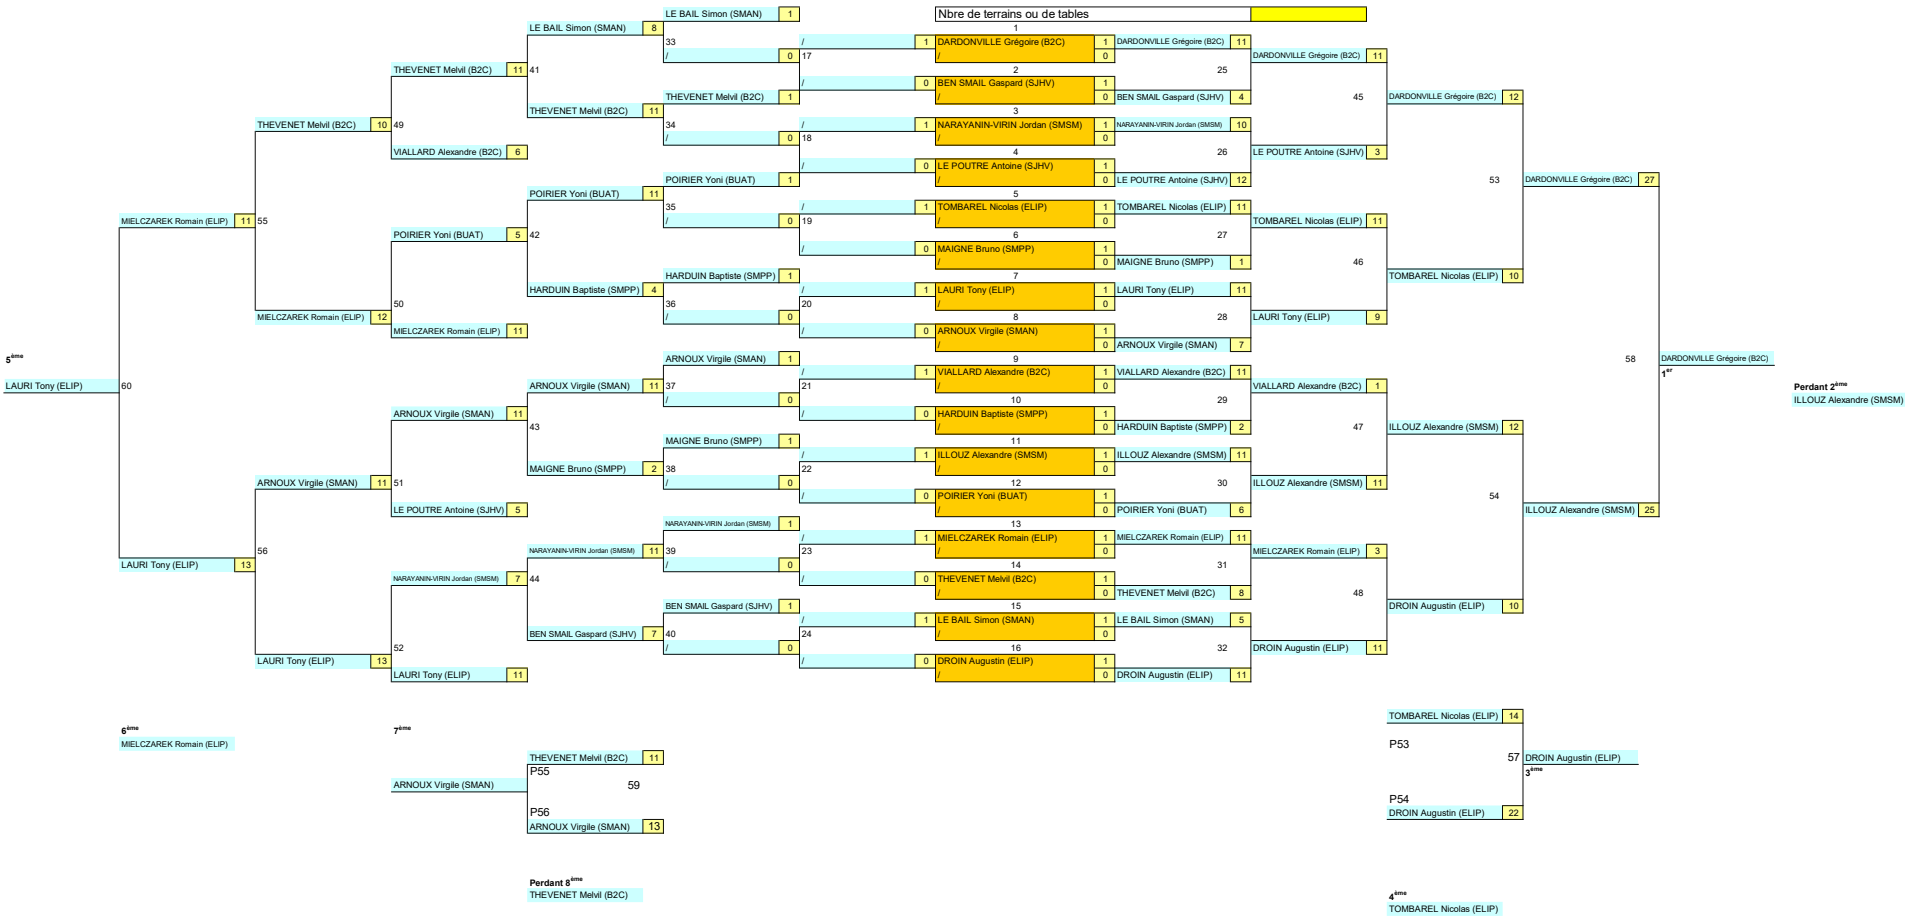 LE BAIL Simon (SMAN) 1 Nbre de terrains ou de tables
LE BAIL Simon (SMAN) 8 1
33 / 1 DARDONVILLE Grégoire (B2C) 1 DARDONVILLE Grégoire (B2C) 11
/ 0 17 / 0 DARDONVILLE Grégoire (B2C) 11
THEVENET Melvil (B2C) 11 41 2 25
/ 0 BEN SMAIL Gaspard (SJHV) 1
THEVENET Melvil (B2C) 1 / 0 BEN SMAIL Gaspard (SJHV) 4 45 DARDONVILLE Grégoire (B2C) 12
THEVENET Melvil (B2C) 11 3
THEVENET Melvil (B2C) 10 49 34 / 1 NARAYANIN-VIRIN Jordan (SMSM) 1 NARAYANIN-VIRIN Jordan (SMSM) 10
/ 0 18 / 0
VIALLARD Alexandre (B2C) 6 4 26 LE POUTRE Antoine (SJHV) 3
/ 0 LE POUTRE Antoine (SJHV) 1
POIRIER Yoni (BUAT) 1 / 0 LE POUTRE Antoine (SJHV) 12 53 DARDONVILLE Grégoire (B2C) 27
POIRIER Yoni (BUAT) 11 5
35 / 1 TOMBAREL Nicolas (ELIP) 1 TOMBAREL Nicolas (ELIP) 11
MIELCZAREK Romain (ELIP) 11 55 / 0 19 / 0 TOMBAREL Nicolas (ELIP) 11
POIRIER Yoni (BUAT) 5 42 6 27
/ 0 MAIGNE Bruno (SMPP) 1
/ 0 MAIGNE Bruno (SMPP) 1 46
HARDUIN Baptiste (SMPP) 1 7 TOMBAREL Nicolas (ELIP) 10
HARDUIN Baptiste (SMPP) 4 / 1 LAURI Tony (ELIP) 1 LAURI Tony (ELIP) 11
50 36 20 / 0
MIELCZAREK Romain (ELIP) 12 / 0 8 28 LAURI Tony (ELIP) 9
MIELCZAREK Romain (ELIP) 11 / 0 ARNOUX Virgile (SMAN) 1
/ 0 ARNOUX Virgile (SMAN) 7
5ème ARNOUX Virgile (SMAN) 1 9 58 DARDONVILLE Grégoire (B2C)
/ 1 VIALLARD Alexandre (B2C) 1 VIALLARD Alexandre (B2C) 11 1er
LAURI Tony (ELIP) 60 ARNOUX Virgile (SMAN) 11 37 21 / 0 VIALLARD Alexandre (B2C) 1 Perdant 2ème
/ 0 10 29 ILLOUZ Alexandre (SMSM)
ARNOUX Virgile (SMAN) 11 / 0 HARDUIN Baptiste (SMPP) 1
43 / 0 HARDUIN Baptiste (SMPP) 2 47 ILLOUZ Alexandre (SMSM) 12
MAIGNE Bruno (SMPP) 1 11
/ 1 ILLOUZ Alexandre (SMSM) 1 ILLOUZ Alexandre (SMSM) 11
MAIGNE Bruno (SMPP) 2 38 22 / 0
ARNOUX Virgile (SMAN) 11 51 / 0 12 30 ILLOUZ Alexandre (SMSM) 11
/ 0 POIRIER Yoni (BUAT) 1 54
LE POUTRE Antoine (SJHV) 5 / 0 POIRIER Yoni (BUAT) 6 ILLOUZ Alexandre (SMSM) 25
NARAYANIN-VIRIN Jordan (SMSM) 1 13
/ 1 MIELCZAREK Romain (ELIP) 1 MIELCZAREK Romain (ELIP) 11
56 NARAYANIN-VIRIN Jordan (SMSM) 11 39 23 / 0 MIELCZAREK Romain (ELIP) 3
LAURI Tony (ELIP) 13 / 0 14 31
NARAYANIN-VIRIN Jordan (SMSM) 7 44 / 0 THEVENET Melvil (B2C) 1
/ 0 THEVENET Melvil (B2C) 8 48
BEN SMAIL Gaspard (SJHV) 1 15 DROIN Augustin (ELIP) 10
/ 1 LE BAIL Simon (SMAN) 1 LE BAIL Simon (SMAN) 5
BEN SMAIL Gaspard (SJHV) 7 40 24 / 0
52 / 0 16 32 DROIN Augustin (ELIP) 11
LAURI Tony (ELIP) 13 / 0 DROIN Augustin (ELIP) 1
LAURI Tony (ELIP) 11 / 0 DROIN Augustin (ELIP) 11
TOMBAREL Nicolas (ELIP) 14
6ème 7ème
MIELCZAREK Romain (ELIP) P53
THEVENET Melvil (B2C) 11 57 DROIN Augustin (ELIP)
P55 3ème
ARNOUX Virgile (SMAN) 59
P54
P56 DROIN Augustin (ELIP) 22
ARNOUX Virgile (SMAN) 13
Perdant 8ème
THEVENET Melvil (B2C) 4ème
TOMBAREL Nicolas (ELIP)